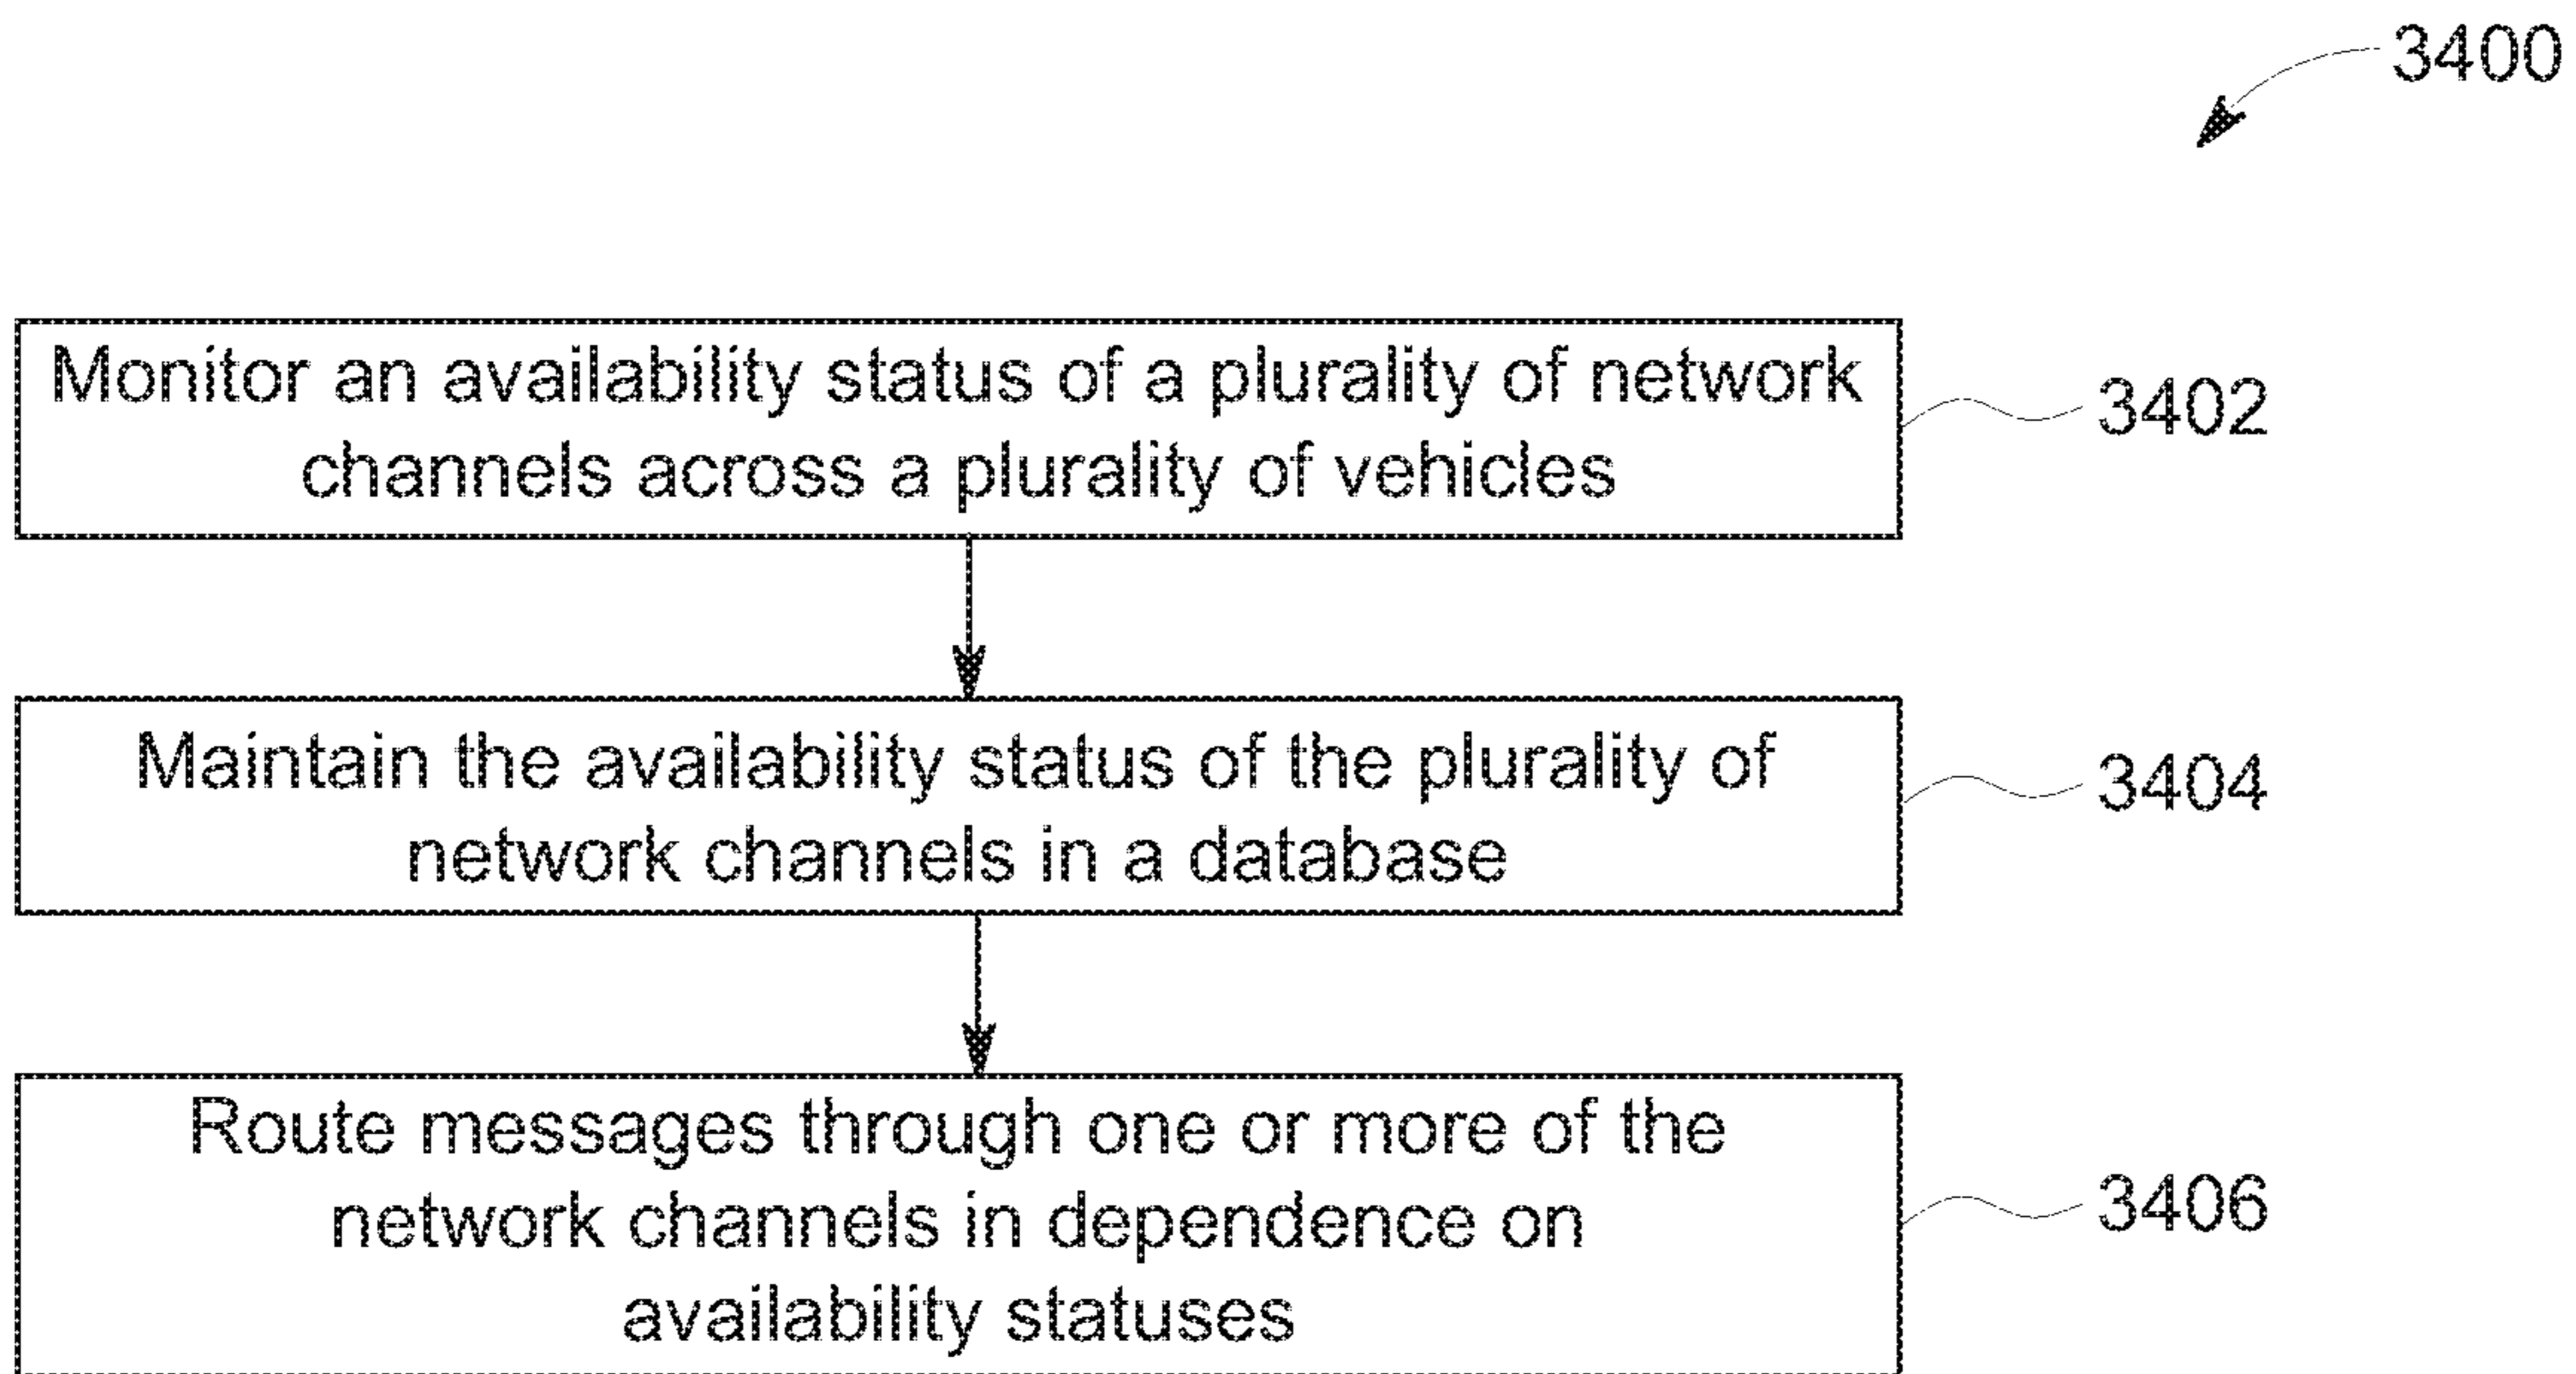 3400
Monitor an availability status of a plurality of network
channels across a plurality of vehicles
3402
Maintain the availability status of the plurality of
network channels in a database
3404
Route messages through one or more of the
network channels in dependence on
availability statuses
3406